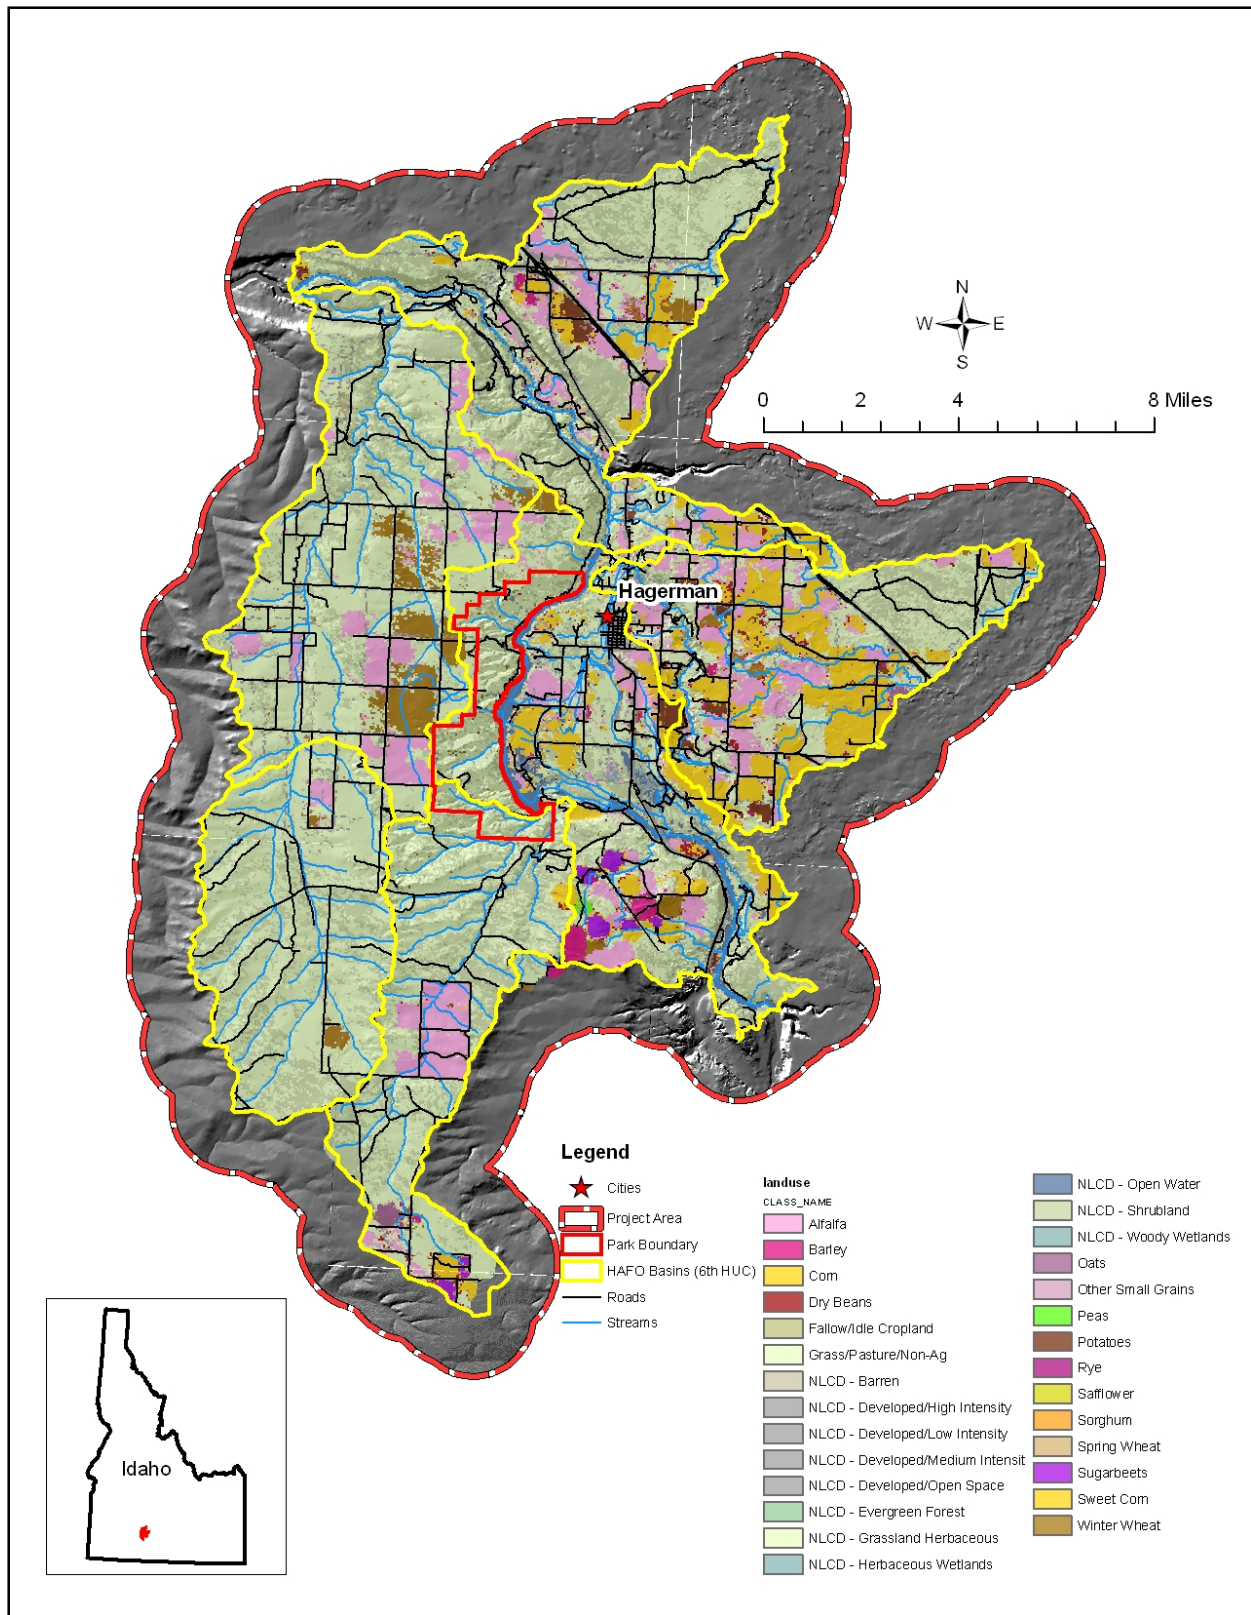 N
W E
S
0 2 4 8 Miles
Hagerman
Legend
Cities
Project Area
Park Boundary
HAFO Basins (6th HUC)
Roads
Streams
landuse
CLASS_NAME
Alfalfa
Barley
Corn
Dry Beans
Fallow/Idle Cropland
Grass/Pasture/Non-Ag
NLCD - Barren
NLCD - Developed/High Intensity
NLCD - Developed/Low Intensity
NLCD - Developed/Medium Intensit
NLCD - Developed/Open Space
NLCD - Evergreen Forest
NLCD - Grassland Herbaceous
NLCD - Herbaceous Wetlands
NLCD - Open Water
NLCD - Shrubland
NLCD - Woody Wetlands
Oats
Other Small Grains
Peas
Potatoes
Rye
Safflower
Sorghum
Spring Wheat
Sugarbeets
Sweet Corn
Winter Wheat
Idaho